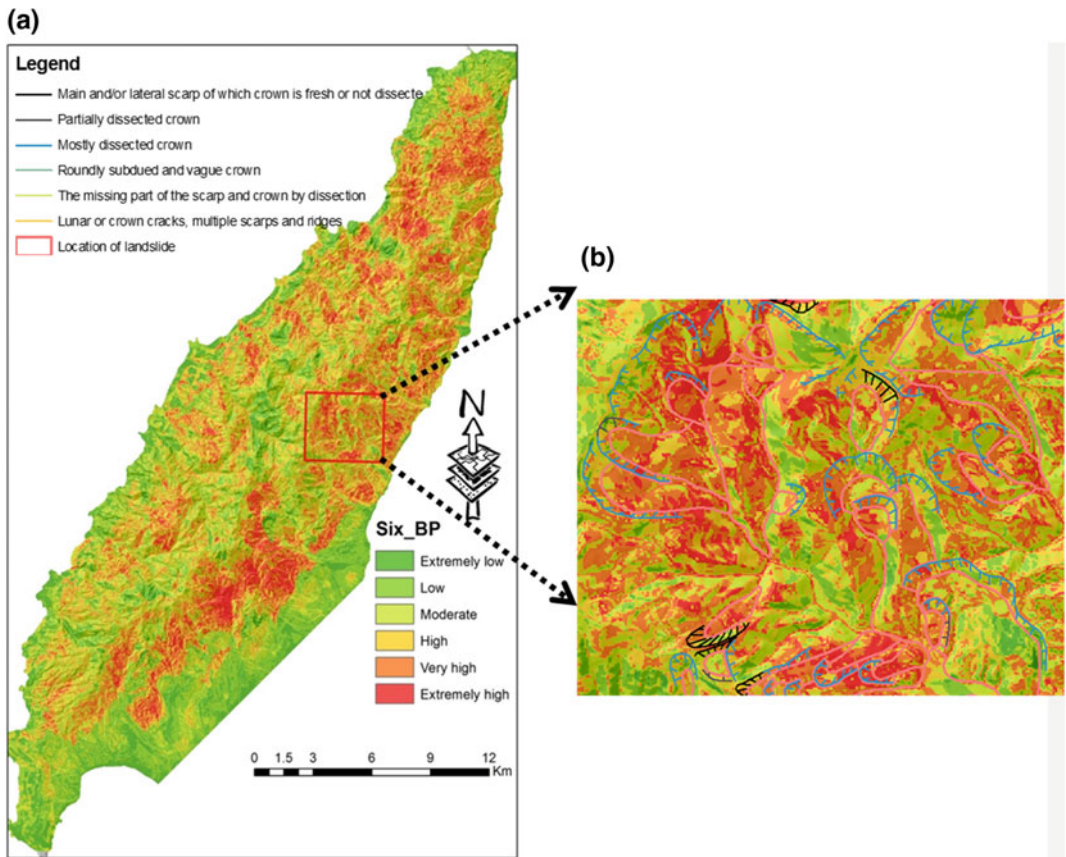 (a)
Legend
Main and/or lateral scarp of which crown is fresh or not dissecte
Partially dissected crown
Mostly dissected crown
Roundly subdued and vague crown
The missing part of the scarp and crown by dissection
Lunar or crown cracks, multiple scarps and ridges
Location of landslide
(b)
N
Six_BP
Extremely low
Low
Moderate
High
Very high
Extremely high
0 1.5 3 6 9 12
Km